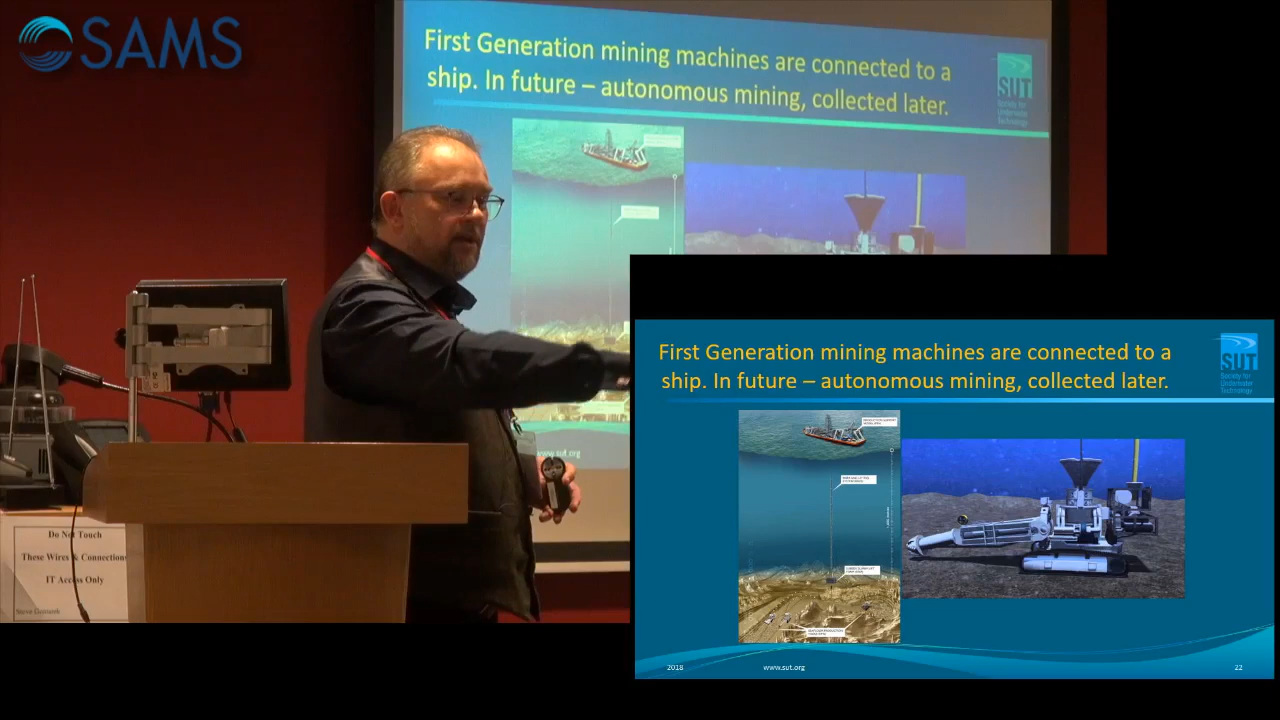 SAMS
First Generation mining machines are connected to a
ship. In future – autonomous mining, collected later.
SUT
Society for
Underwater
Technology
www.sut.org
Do Not Touch
These Wires & Connections
IT Access Only
First Generation mining machines are connected to a
ship. In future – autonomous mining, collected later.
SUT
Society for
Underwater
Technology
2018
www.sut.org
22